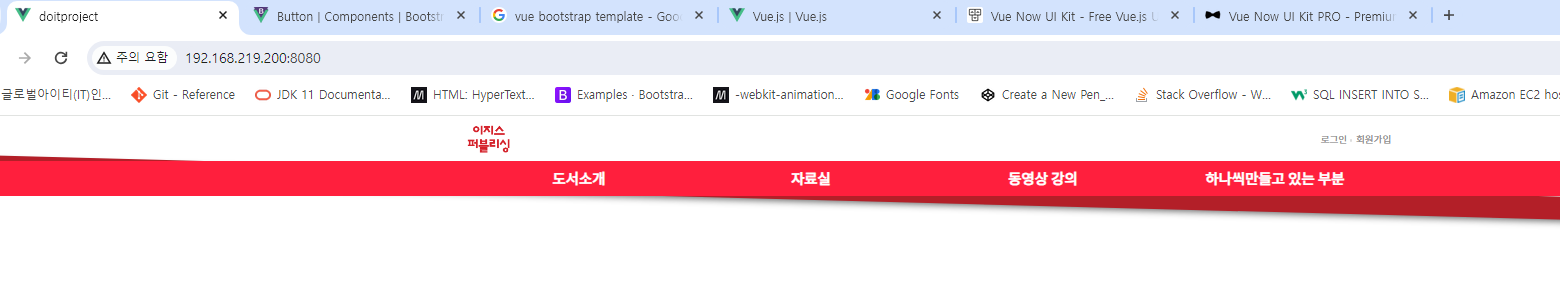 doitproject
Button | Components | Bootstr
vue bootstrap template - Goo
Vue.js | Vue.js
Vue Now UI Kit - Free Vue.js U
Vue Now UI Kit PRO - Premium
주의 요함 192.168.219.200:8080
글로벌아이티(IT)인...
Git - Reference
JDK 11 Documenta...
HTML: HyperText...
Examples · Bootstra...
-webkit-animation...
Google Fonts
Create a New Pen_...
Stack Overflow - W...
SQL INSERT INTO S...
Amazon EC2 hos
이지스
퍼블리싱
로그인 · 회원가입
도서소개 자료실 동영상 강의 하나씩만들고 있는 부분